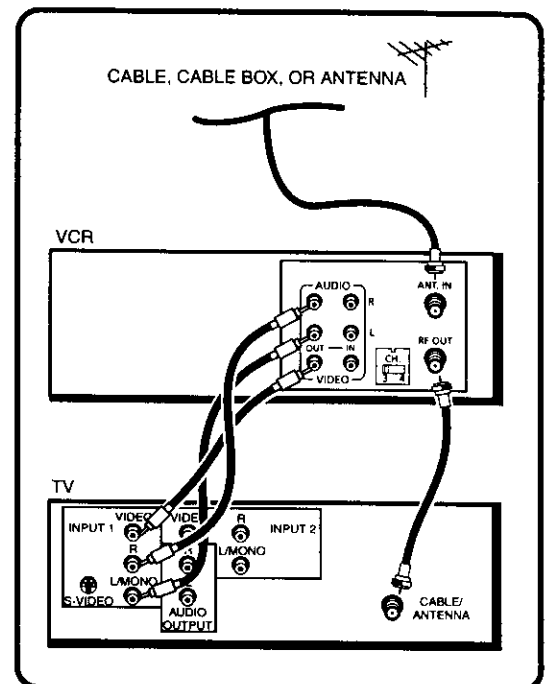 CABLE, CABLE BOX, OR ANTENNA
VCR
AUDIO
R
ANT. IN
L
OUT IN
RF OUT
CH.
3 4
VIDEO
TV
INPUT 1
VIDEO
R
INPUT 2
R
L/MONO
L/MONO
S-VIDEO
AUDIO
OUTPUT
CABLE/
ANTENNA